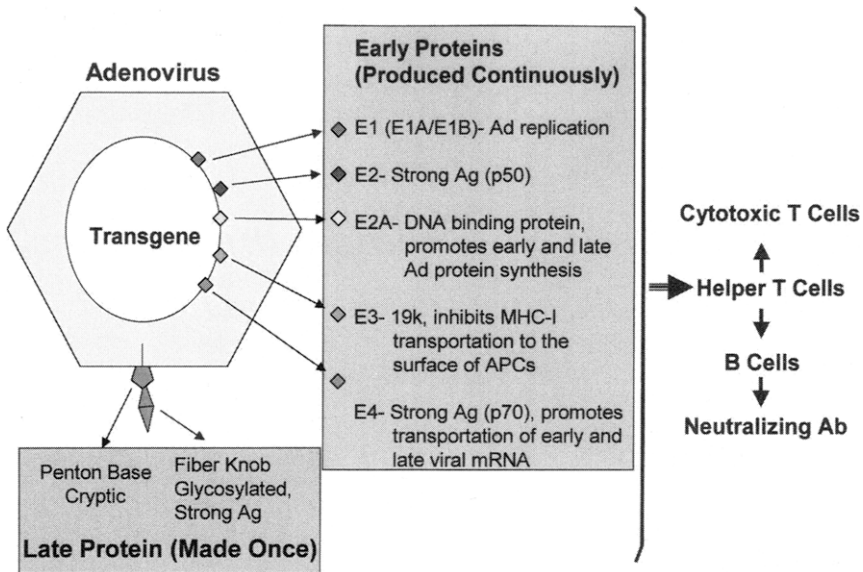 Adenovirus
Transgene
Early Proteins
(Produced Continuously)
E1 (E1A/E1B)- Ad replication
E2- Strong Ag (p50)
E2A- DNA binding protein,
promotes early and late
Ad protein synthesis
E3- 19k, inhibits MHC-I
transportation to the
surface of APCs
E4- Strong Ag (p70), promotes
transportation of early and
late viral mRNA
Penton Base
Cryptic
Fiber Knob
Glycosylated,
Strong Ag
Late Protein (Made Once)
Cytotoxic T Cells
Helper T Cells
B Cells
Neutralizing Ab